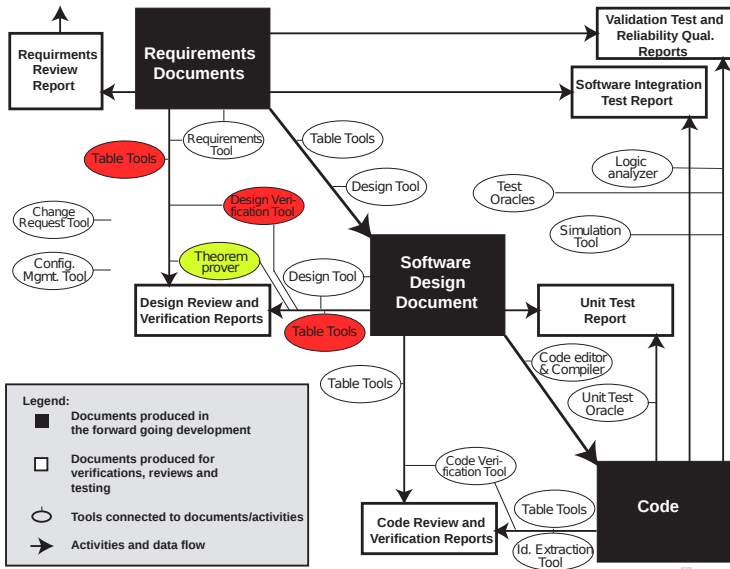 Requirements
Documents
Validation Test and
Reliability Qual.
Reports
Requirments
Review
Report
Software Integration
Test Report
Table Tools
Requirements
Tool
Table Tools
Logic
analyzer
Design Tool
Test
Oracles
Design Verification
Tool
Change
Request Tool
Simulation
Tool
Theorem
prover
Config.
Mgmt. Tool
Design Tool
Software
Design
Document
Design Review and
Verification Reports
Unit Test
Report
Table Tools
Code editor
& Compiler
Table Tools
Unit Test
Oracle
Legend:
Documents produced in
the forward going development
Documents produced for
verifications, reviews and
testing
Tools connected to documents/activities
Activities and data flow
Code Veri-
fication Tool
Table Tools
Code
Code Review and
Verification Reports
Id. Extraction
Tool